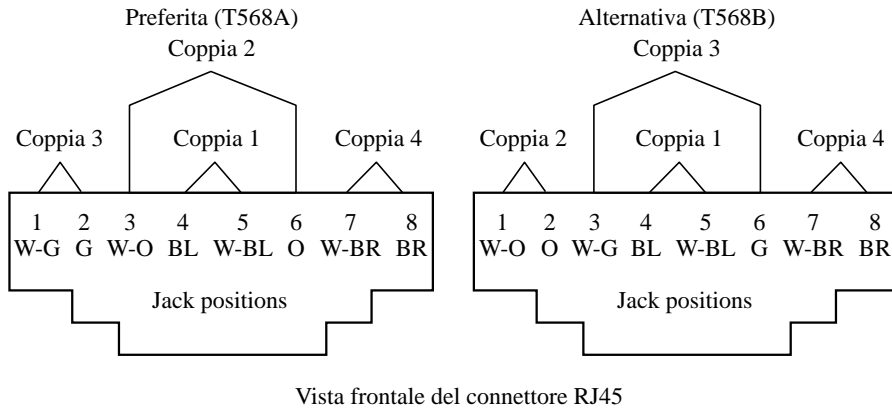 Preferita (T568A)
Coppia 2
Coppia 3 Coppia 1 Coppia 4
1 2 3 4 5 6 7 8
W-G G W-O BL W-BL O W-BR BR
Jack positions
Alternativa (T568B)
Coppia 3
Coppia 2 Coppia 1 Coppia 4
1 2 3 4 5 6 7 8
W-O O W-G BL W-BL G W-BR BR
Jack positions
Vista frontale del connettore RJ45